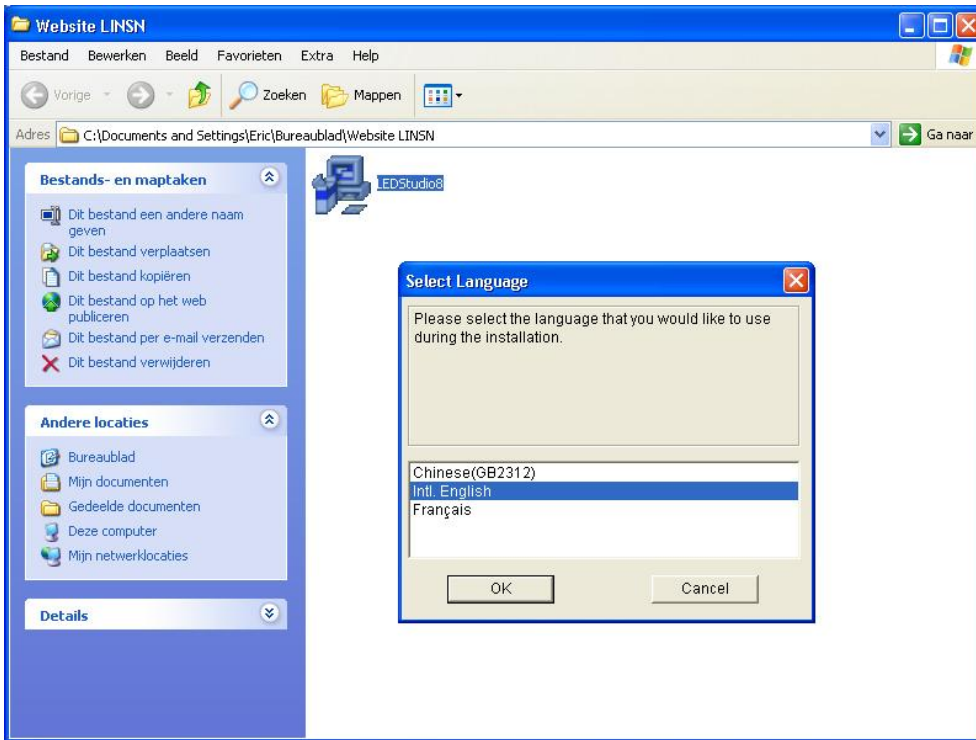 Website LINSN
Bestand Bewerken Beeld Favorieten Extra Help
Vorige Zoeken Mappen
Adres C:\Documents and Settings\Eric\Bureaublad\Website LINSN Ga naar
Bestands- en maptaken
Dit bestand een andere naam
geven
Dit bestand verplaatsen
Dit bestand kopiëren
Dit bestand op het web
publiceren
Dit bestand per e-mail verzenden
Dit bestand verwijderen
Andere locaties
Bureaublad
Mijn documenten
Gedeelde documenten
Deze computer
Mijn netwerklocaties
Details
LEDStudio8
Select Language
Please select the language that you would like to use
during the installation.
Chinese(GB2312)
Intl. English
Français
OK Cancel